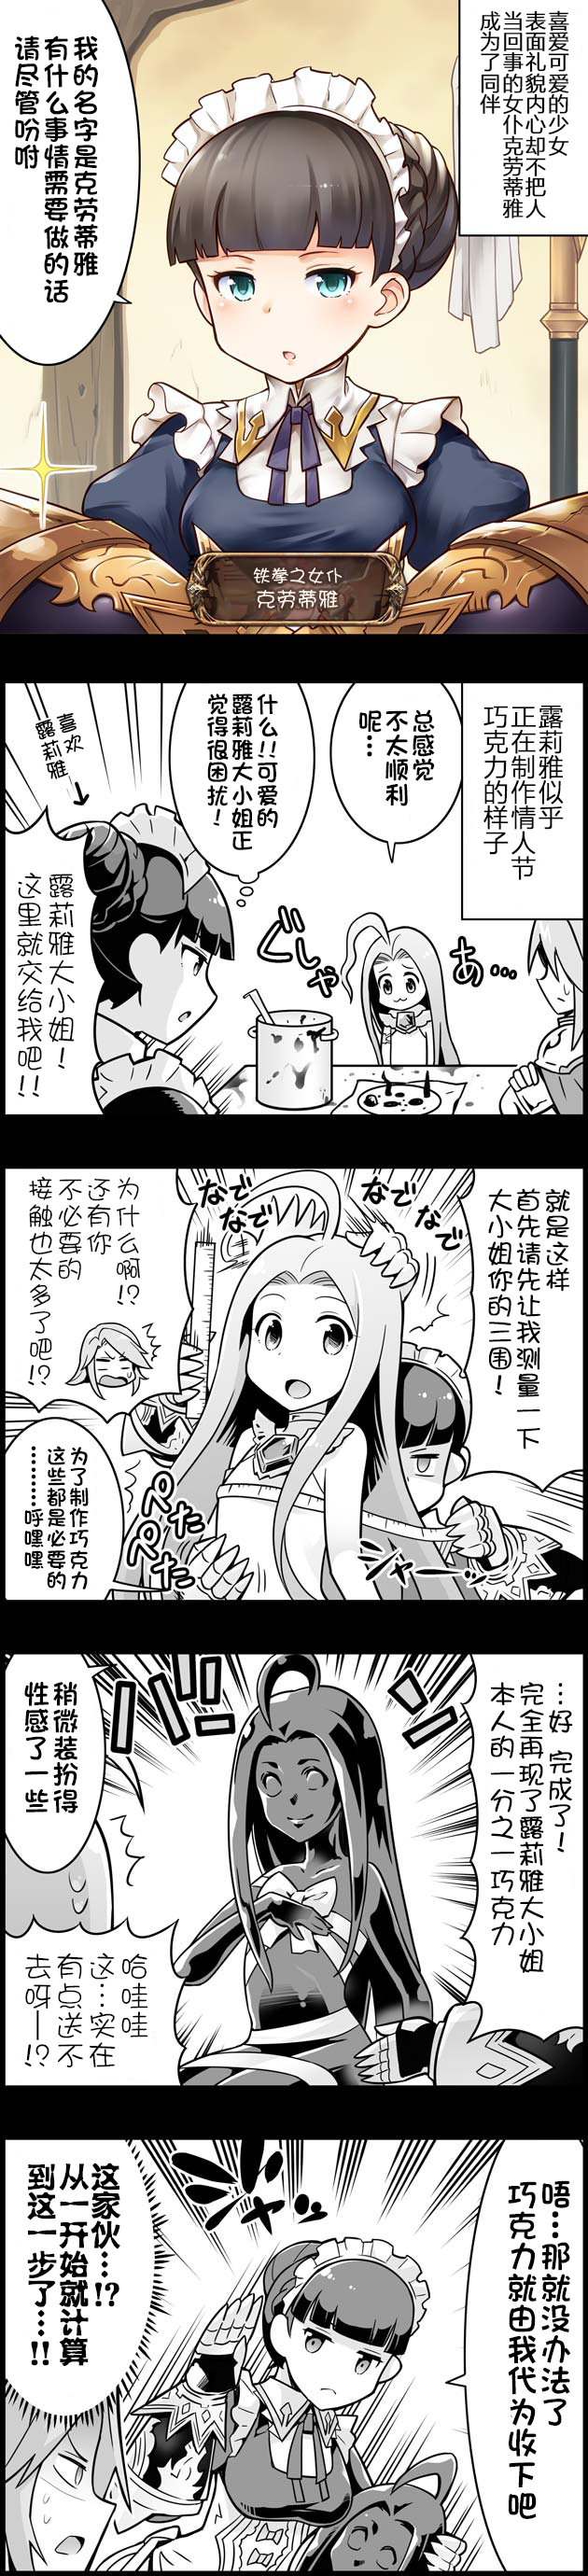 喜爱可爱的少女
表面礼貌内心却不把人
当回事的女仆克劳蒂雅
成为了同伴
我的名字是克劳蒂雅
有什么事情需要做的话
请尽管吩咐
铁拳之女仆
克劳蒂雅
露莉雅似乎
正在制作情人节
巧克力的样子
总感觉
不太顺利
呢…
什么!!可爱的
露莉雅大小姐正
觉得很困扰！
喜欢
露莉雅
→
あ…
ぐじゃ
露莉雅大小姐！
这里就交给我吧!!
就是这样
首先请先让我测量一下
大小姐你的三围！
なでなで
なでなで
なでなで
为什么啊!?
还有你
不必要的
接触也太多了吧!?
为了制作巧克力
这些都是必要的
………呼嘿嘿
ぺたぺた
シャーッ
…好 完成了！
完全再现了露莉雅大小姐
本人的一分之一巧克力
稍微装扮得
性感了一些
哈哇哇
这…实在
有点送不
去呀ー!?
唔…那就没办法了
巧克力就由我代为收下吧
这家伙…!?
从一开始就计算
到这一步了…!!